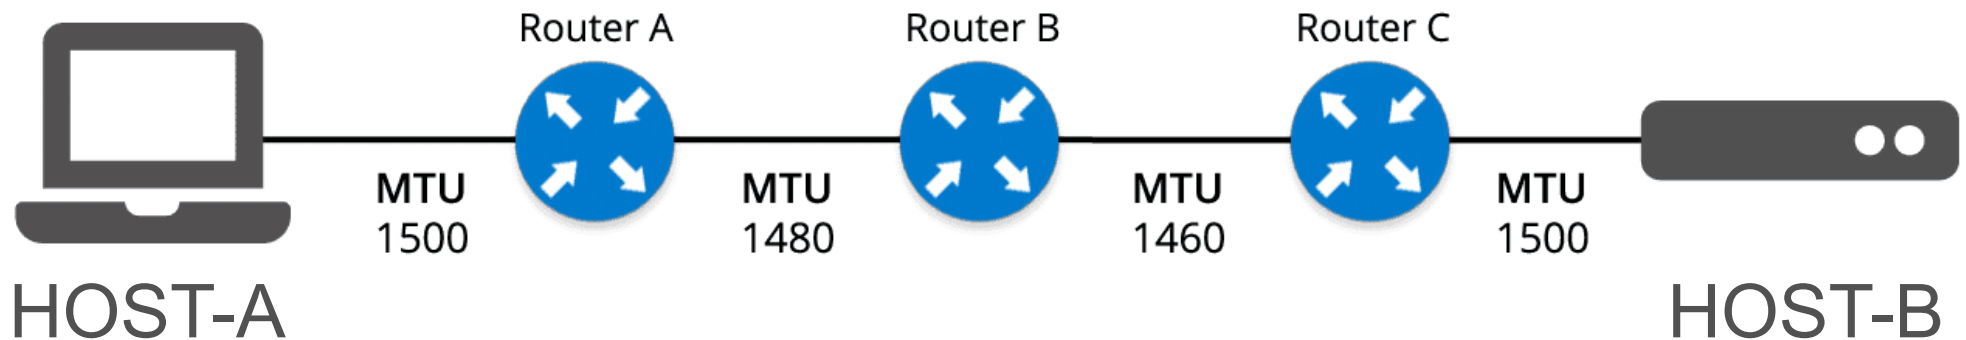 Router A
Router B
Router C
MTU
1500
MTU
1480
MTU
1460
MTU
1500
HOST-A
HOST-B